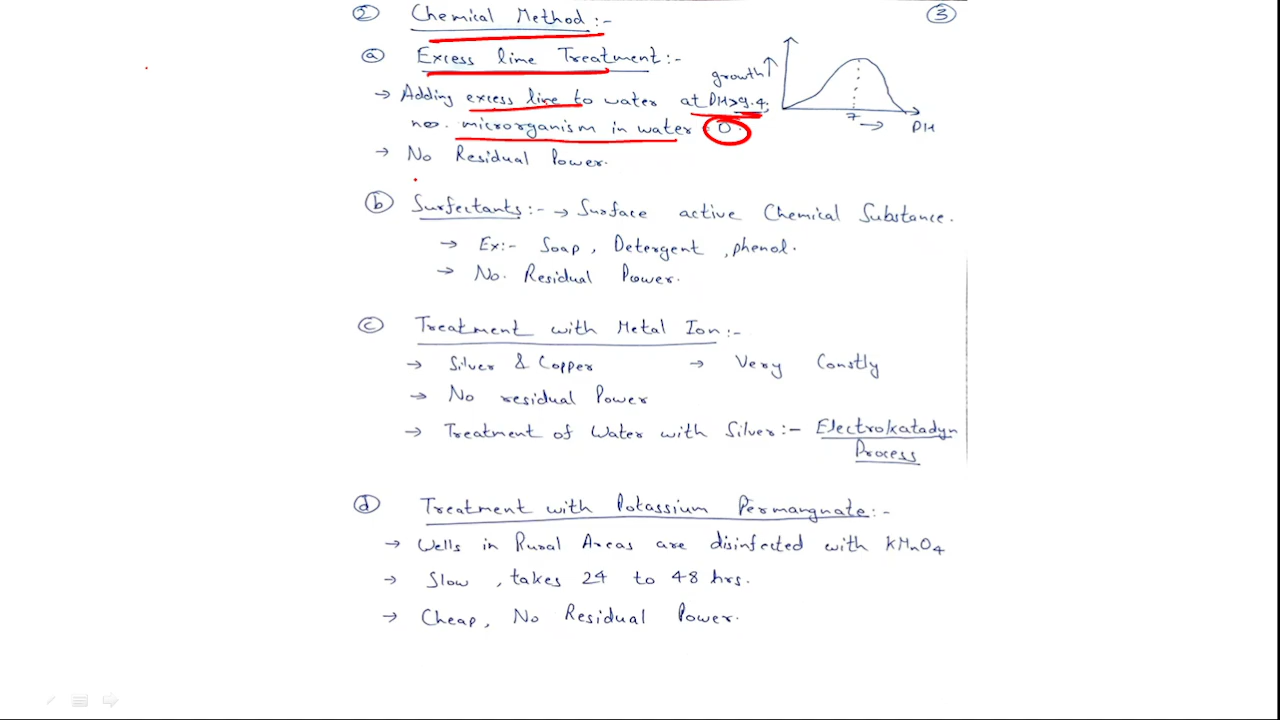 ② Chemical Method :-
③
ⓐ Excess lime Treatment :-
→ Adding excess lime to water at PH>9.4,
no. microrganism in water 0.
→ No Residual Power.
growth ↑
7 → PH
ⓑ Surfectants :- → Surface active Chemical Substance.
→ Ex:- Soap, Detergent, phenol.
→ No. Residual Power.
ⓒ Treatment with Metal Ion :-
→ Silver & Copper → Very Constly
→ No residual Power
→ Treatment of Water with Silver :- Electrokatadyn
Process
ⓓ Treatment with Potassium Permangnate :-
→ Wells in Rural Areas are disinfected with KMnO4
→ Slow, takes 24 to 48 hrs.
→ Cheap, No Residual Power.